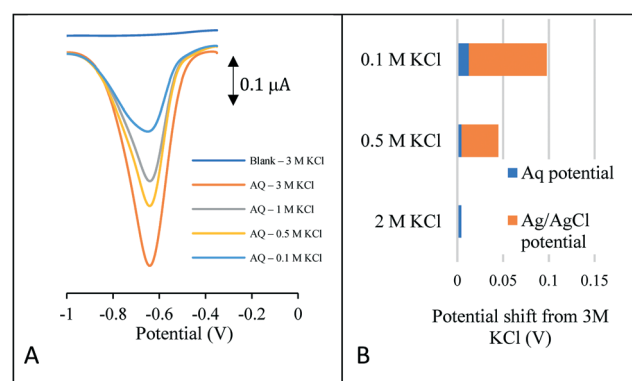 0.1 μA
Blank – 3 M KCl
AQ – 3 M KCl
AQ – 1 M KCl
AQ – 0.5 M KCl
AQ – 0.1 M KCl
-1 -0.8 -0.6 -0.4 -0.2 0
Potential (V)
A
0.1 M KCl
0.5 M KCl
2 M KCl
Aq potential
Ag/AgCl
potential
0 0.05 0.1 0.15
Potential shift from 3M
KCl (V)
B